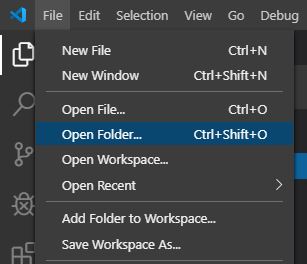 File Edit Selection View Go Debug
New File Ctrl+N
New Window Ctrl+Shift+N
Open File... Ctrl+O
Open Folder... Ctrl+Shift+O
Open Workspace...
Open Recent
Add Folder to Workspace...
Save Workspace As...